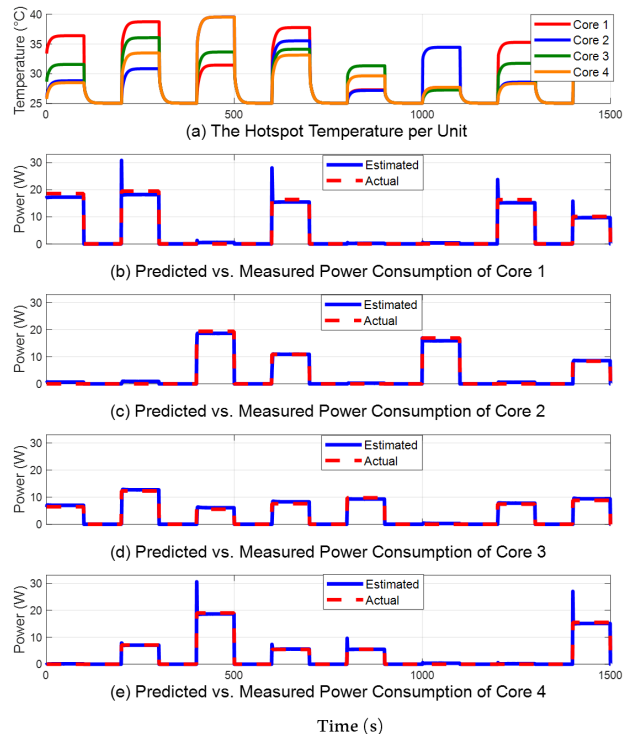 Temperature (°C)
40
35
30
25
0
500
1000
1500
Core 1
Core 2
Core 3
Core 4
(a) The Hotspot Temperature per Unit
Power (W)
30
20
10
0
Estimated
Actual
(b) Predicted vs. Measured Power Consumption of Core 1
Power (W)
30
20
10
0
Estimated
Actual
(c) Predicted vs. Measured Power Consumption of Core 2
Power (W)
30
20
10
0
Estimated
Actual
(d) Predicted vs. Measured Power Consumption of Core 3
Power (W)
30
20
10
0
Estimated
Actual
0
500
1000
1500
(e) Predicted vs. Measured Power Consumption of Core 4
Time (s)